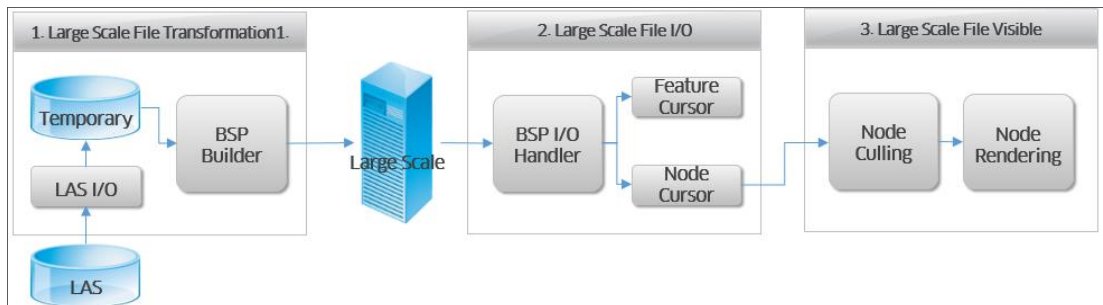 1. Large Scale File Transformation1.
Temporary
LAS I/O
LAS
BSP
Builder
Large Scale
2. Large Scale File I/O
BSP I/O
Handler
Feature
Cursor
Node
Cursor
3. Large Scale File Visible
Node
Culling
Node
Rendering